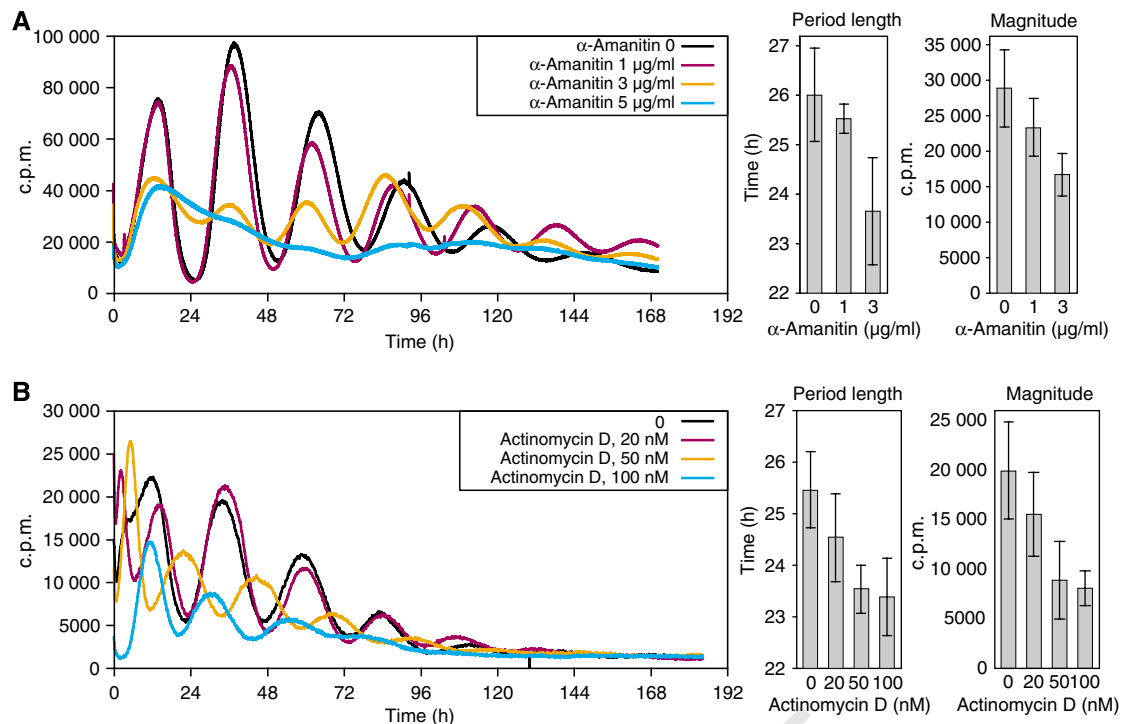 A
100 000
80 000
60 000
40 000
20 000
0
c.p.m.
0 24 48 72 96 120 144 168 192
Time (h)
α-Amanitin 0
α-Amanitin 1 µg/ml
α-Amanitin 3 µg/ml
α-Amanitin 5 µg/ml
Period length
27
26
25
24
23
22
Time (h)
0 1 3
α-Amanitin (µg/ml)
Magnitude
35 000
30 000
25 000
20 000
15 000
10 000
5000
0
c.p.m.
0 1 3
α-Amanitin (µg/ml)
B
30 000
25 000
20 000
15 000
10 000
5000
0
c.p.m.
0 24 48 72 96 120 144 168 192
Time (h)
0
Actinomycin D, 20 nM
Actinomycin D, 50 nM
Actinomycin D, 100 nM
Period length
27
26
25
24
23
22
Time (h)
0 20 50 100
Actinomycin D (nM)
Magnitude
25 000
20 000
15 000
10 000
5000
0
c.p.m.
0 20 50 100
Actinomycin D (nM)